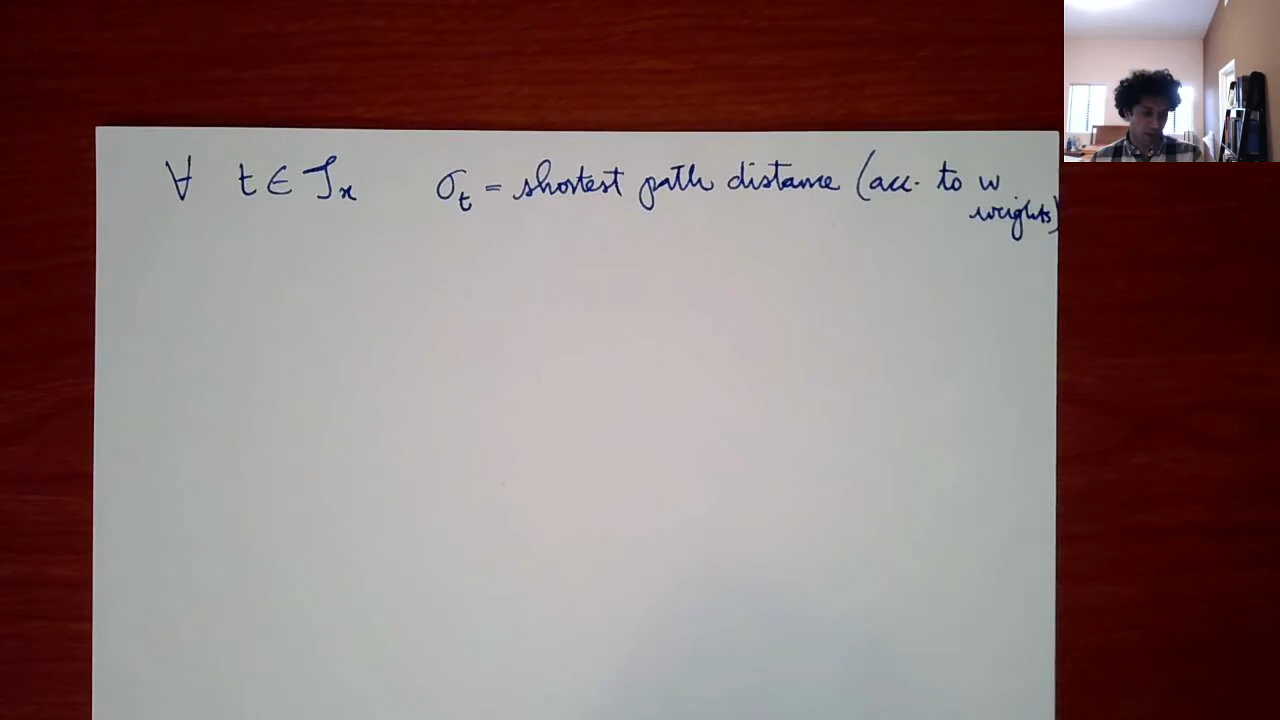 ∀ t ∈ 𝒯ₓ σₜ = shortest path distance (acc. to w
weights)